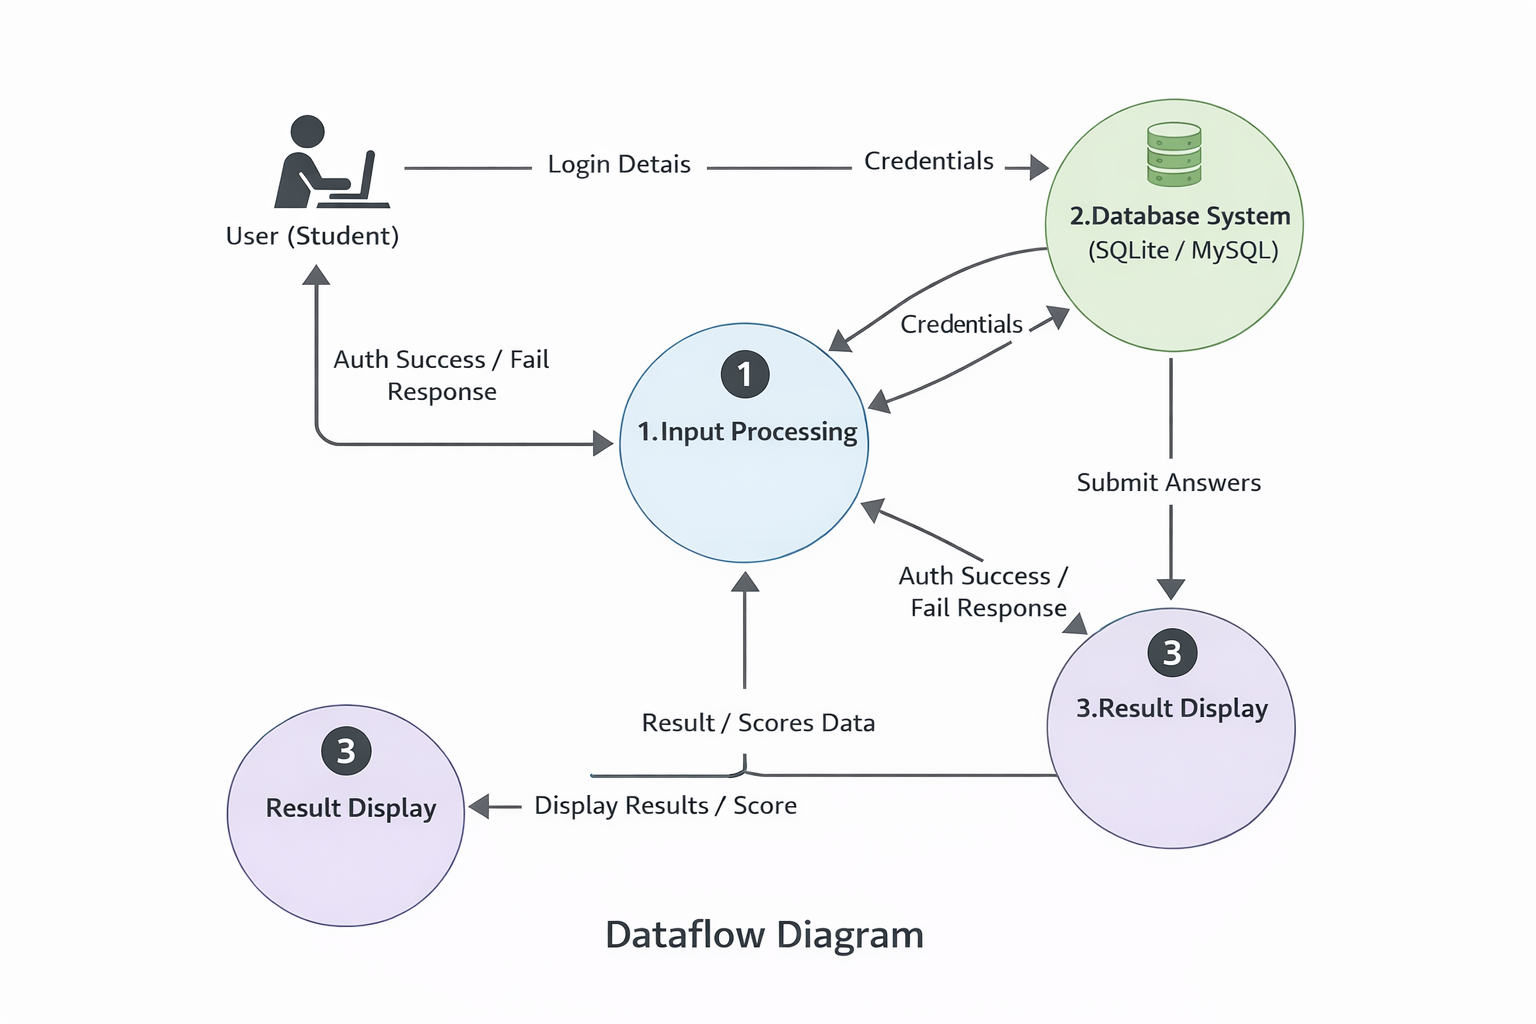 Login Detais
Credentials
2.Database System
(SQLite / MySQL)
User (Student)
Credentials
Auth Success / Fail
Response
1
1.Input Processing
Submit Answers
Auth Success /
Fail Response
3
3.Result Display
Result / Scores Data
3
Result Display
Display Results / Score
Dataflow Diagram